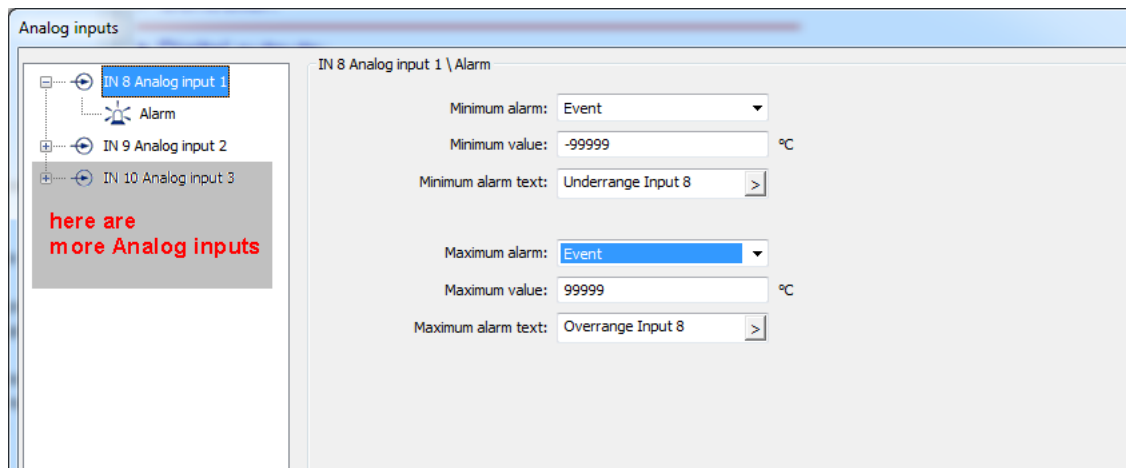 Analog inputs
IN 8 Analog input 1
Alarm
IN 9 Analog input 2
IN 10 Analog input 3
here are
more Analog inputs
IN 8 Analog input 1 \ Alarm
Minimum alarm: Event
Minimum value: -99999 °C
Minimum alarm text: Underrange Input 8 >
Maximum alarm: Event
Maximum value: 99999 °C
Maximum alarm text: Overrange Input 8 >